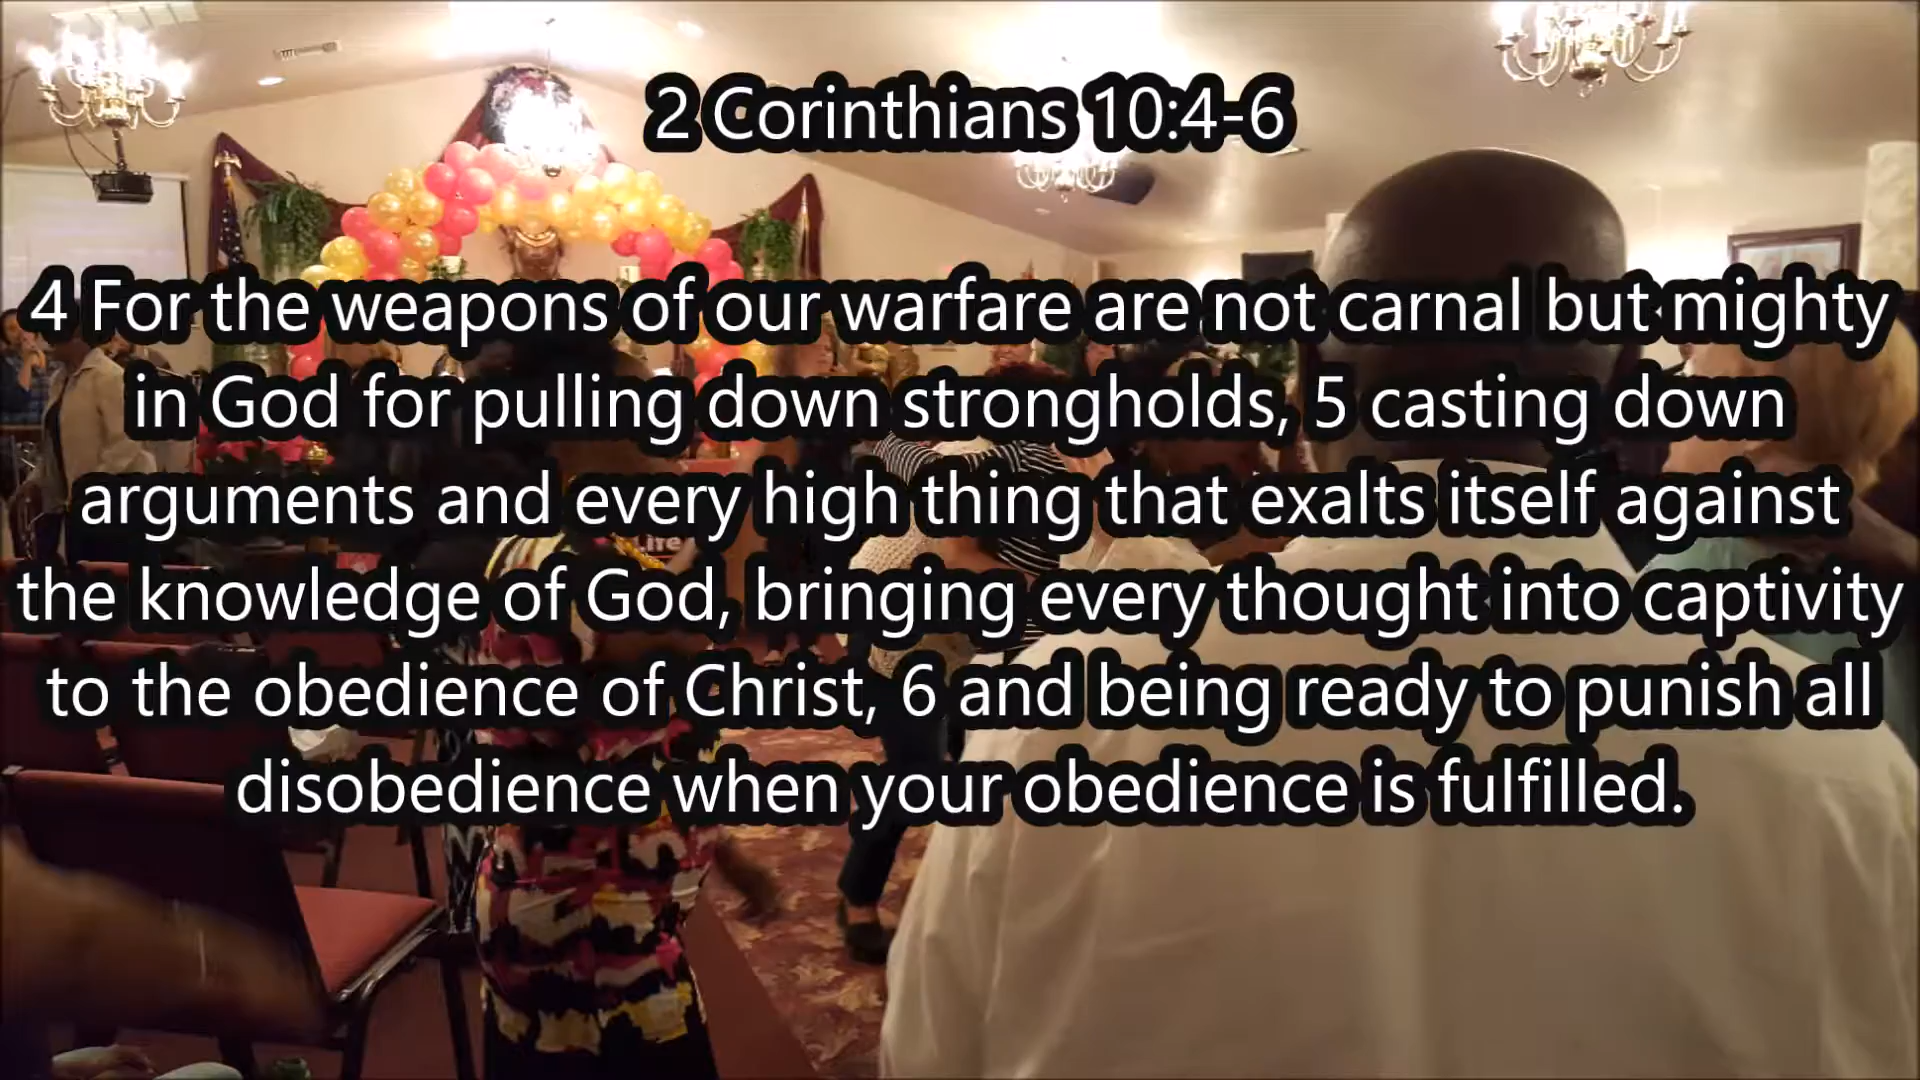 2 Corinthians 10:4-6
4 For the weapons of our warfare are not carnal but mighty
in God for pulling down strongholds, 5 casting down
arguments and every high thing that exalts itself against
the knowledge of God, bringing every thought into captivity
to the obedience of Christ, 6 and being ready to punish all
disobedience when your obedience is fulfilled.
Life